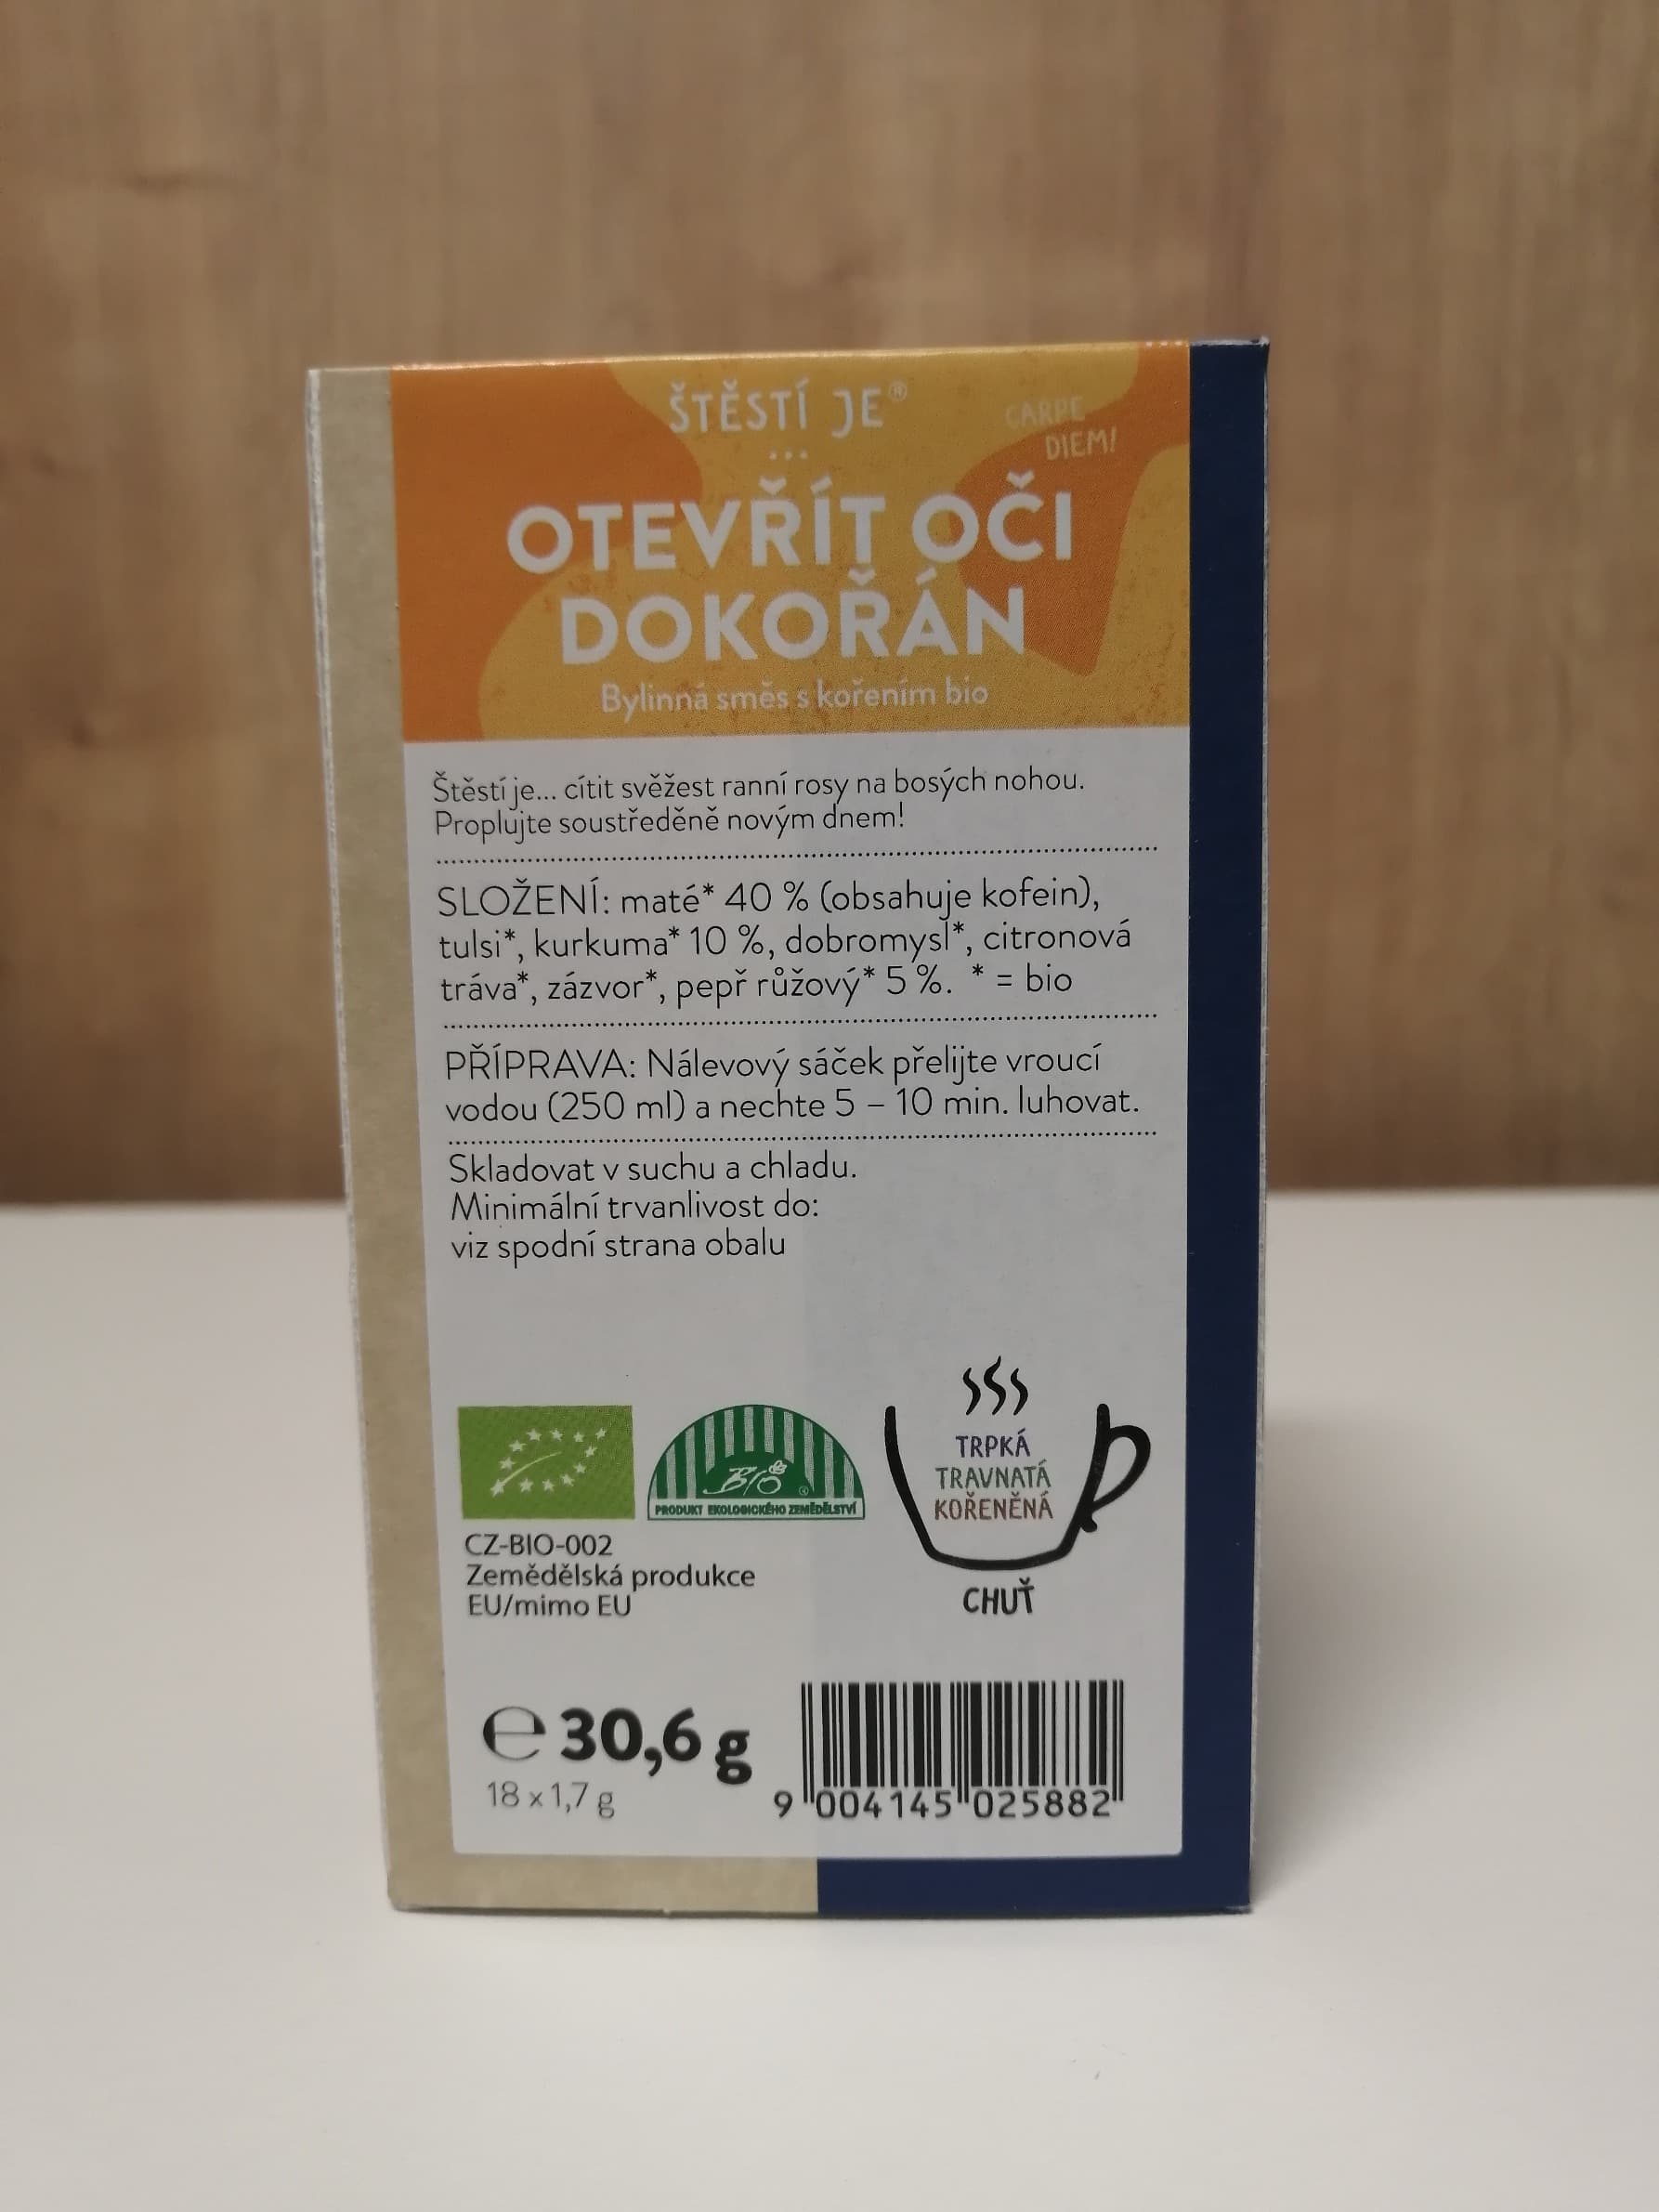 ŠTĚSTÍ JE®
...
CARPE
DIEM!
OTEVŘÍT OČI
DOKOŘÁN
Bylinná směs s kořením bio
Štěstí je... cítit svěžest ranní rosy na bosých nohou.
Proplujte soustředěně novým dnem!
SLOŽENÍ: maté* 40 % (obsahuje kofein),
tulsi*, kurkuma* 10 %, dobromysl*, citronová
tráva*, zázvor*, pepř růžový* 5 %. * = bio
PŘÍPRAVA: Nálevový sáček přelijte vroucí
vodou (250 ml) a nechte 5 – 10 min. luhovat.
Skladovat v suchu a chladu.
Minimální trvanlivost do:
viz spodní strana obalu
BIO
PRODUKT EKOLOGICKÉHO ZEMĚDĚLSTVÍ
CZ-BIO-002
Zemědělská produkce
EU/mimo EU
TRPKÁ
TRAVNATÁ
KOŘENĚNÁ
CHUŤ
℮ 30,6 g
18 x 1,7 g
9 004145 025882